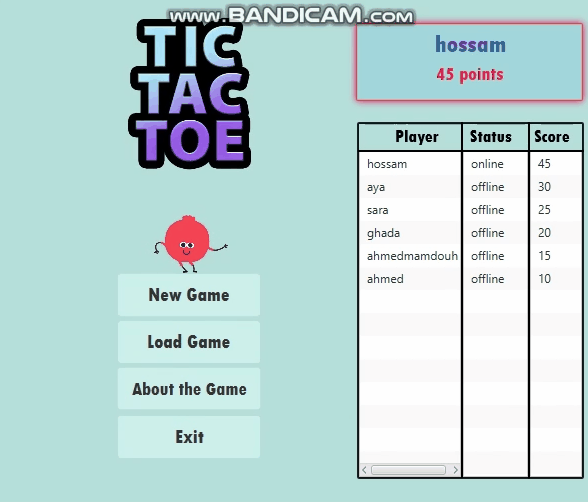 www.BANDICAM.com
TIC
TAC
TOE
New Game
Load Game
About the Game
Exit
hossam
45 points
Player Status Score
hossam online 45
aya offline 30
sara offline 25
ghada offline 20
ahmedmamdouh offline 15
ahmed offline 10